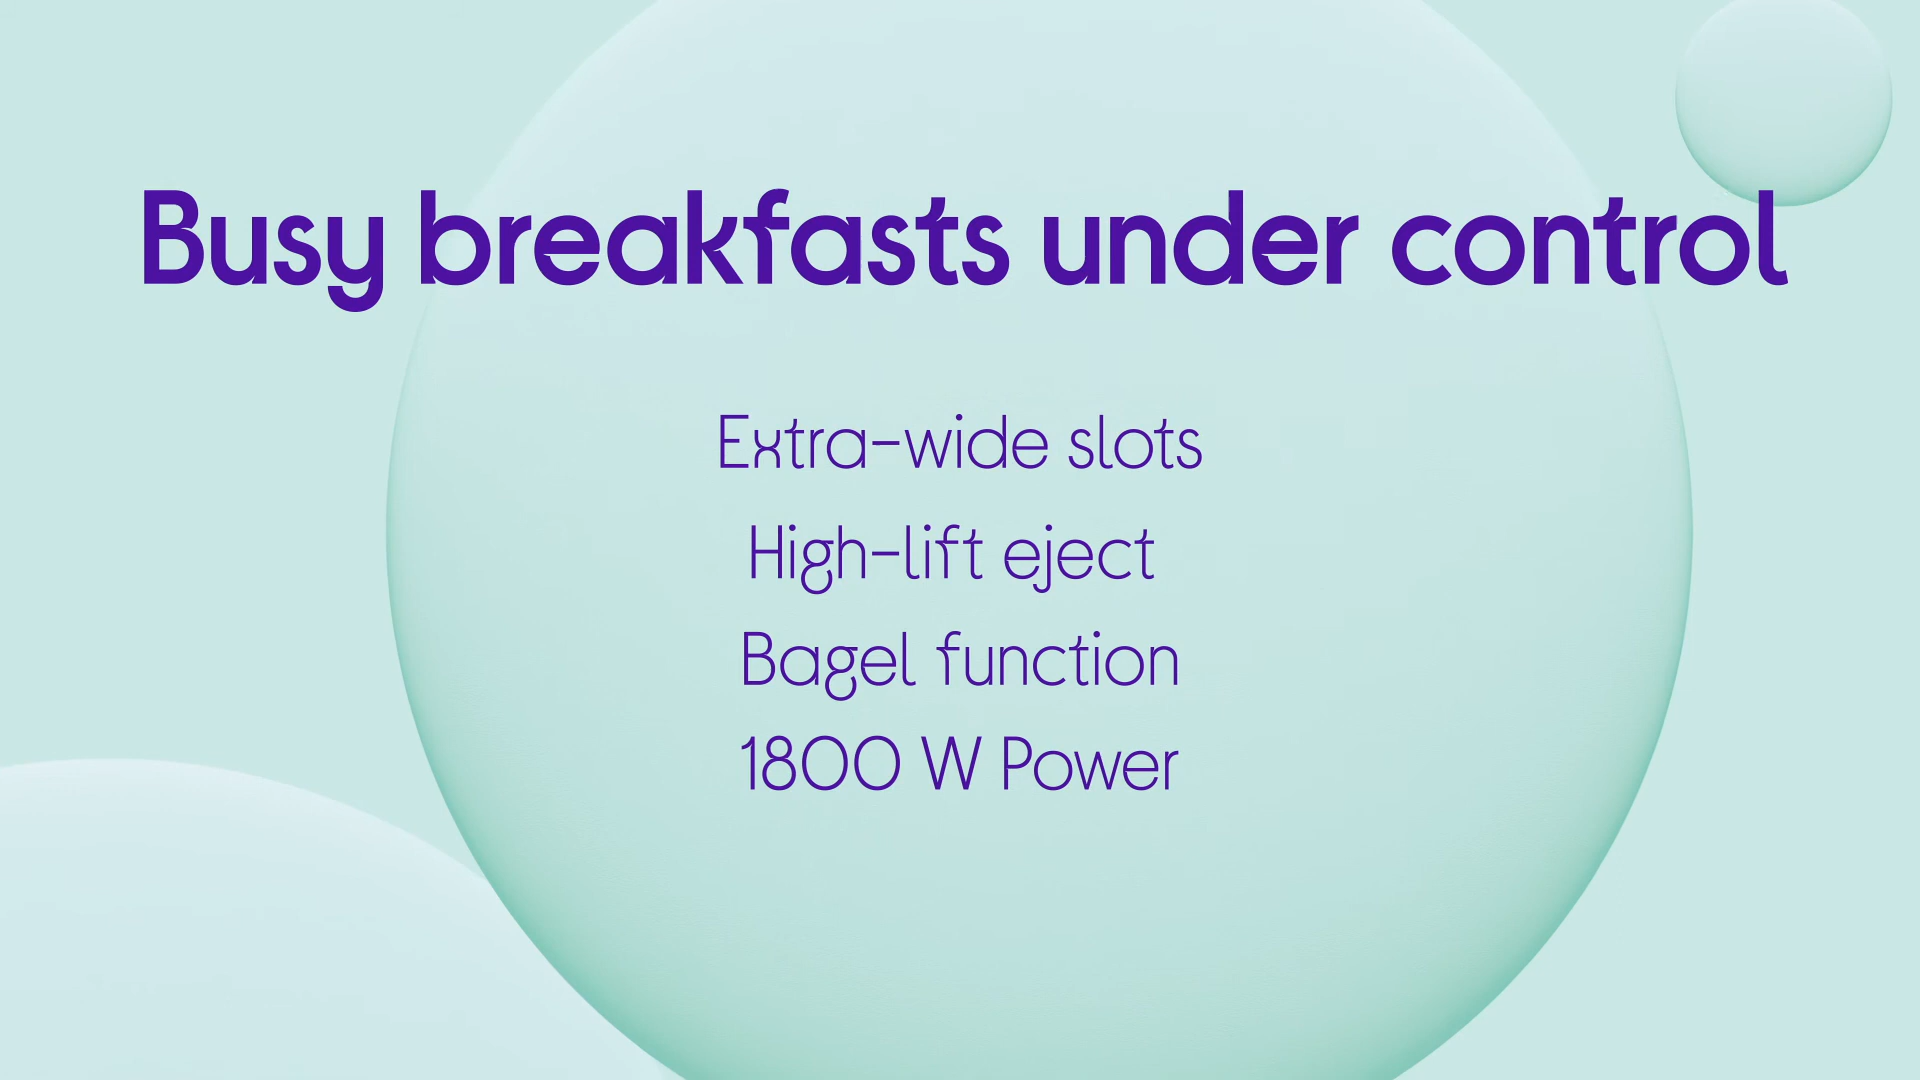 Busy breakfasts under control
Extra-wide slots
High-lift eject
Bagel function
1800 W Power